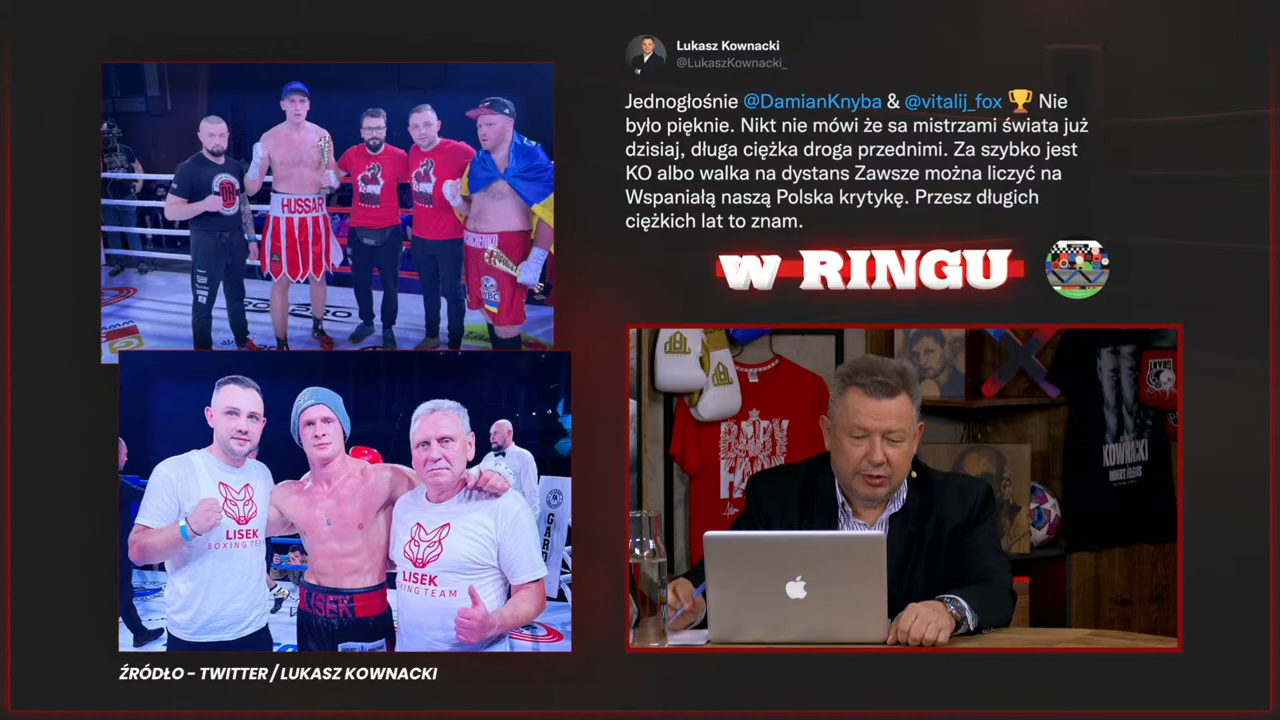 Lukasz Kownacki
@LukaszKownacki_
Jednogłośnie @DamianKnyba & @vitalij_fox 🏆 Nie
było pięknie. Nikt nie mówi że sa mistrzami świata już
dzisiaj, długa ciężka droga przednimi. Za szybko jest
KO albo walka na dystans Zawsze można liczyć na
Wspaniałą naszą Polska krytykę. Przesz długich
ciężkich lat to znam.
W RINGU
HUSSAR
WBC
LISEK
BOXING TEAM
LISEK
LISEK
XING TEAM
KOWNACKI
ŹRÓDŁO - TWITTER / LUKASZ KOWNACKI